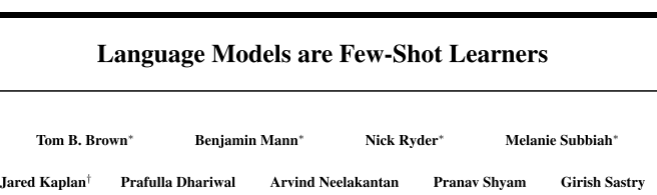 Language Models are Few-Shot Learners
Tom B. Brown* Benjamin Mann* Nick Ryder* Melanie Subbiah*
Jared Kaplan† Prafulla Dhariwal Arvind Neelakantan Pranav Shyam Girish Sastry